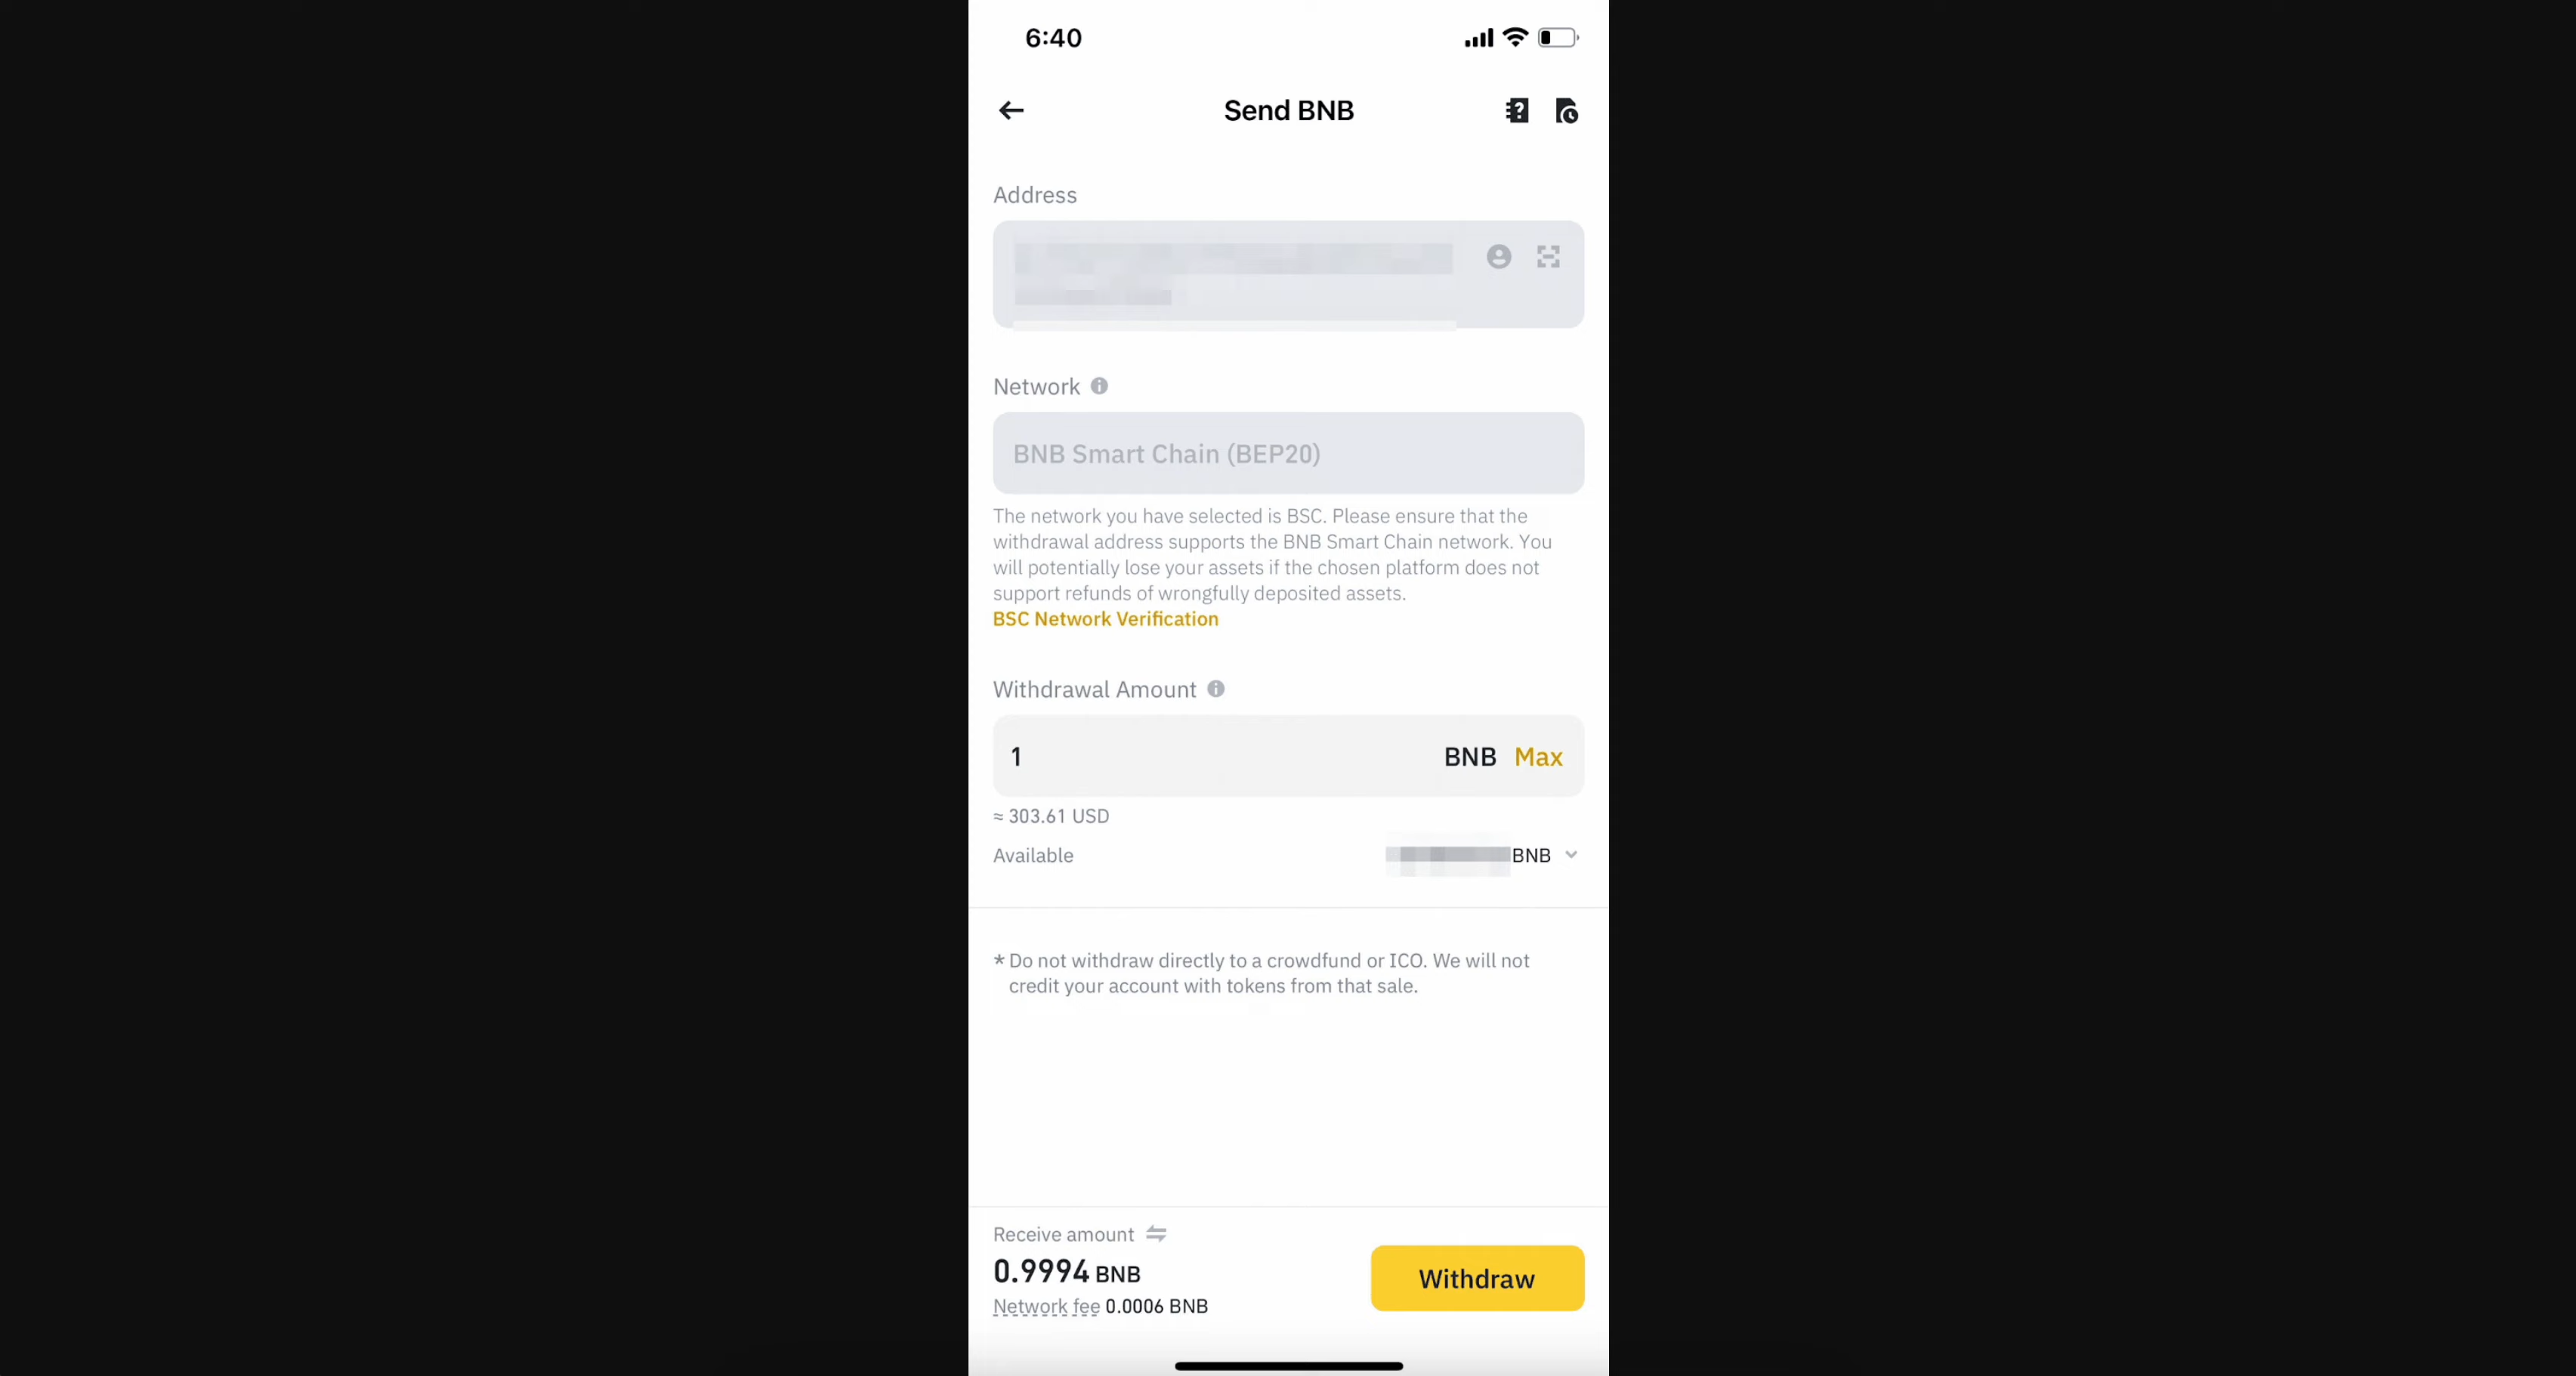 6:40
Send BNB
Address
Network
BNB Smart Chain (BEP20)
The network you have selected is BSC. Please ensure that the
withdrawal address supports the BNB Smart Chain network. You
will potentially lose your assets if the chosen platform does not
support refunds of wrongfully deposited assets.
BSC Network Verification
Withdrawal Amount
1 BNB Max
≈ 303.61 USD
Available BNB
* Do not withdraw directly to a crowdfund or ICO. We will not
credit your account with tokens from that sale.
Receive amount
0.9994 BNB
Network fee 0.0006 BNB
Withdraw